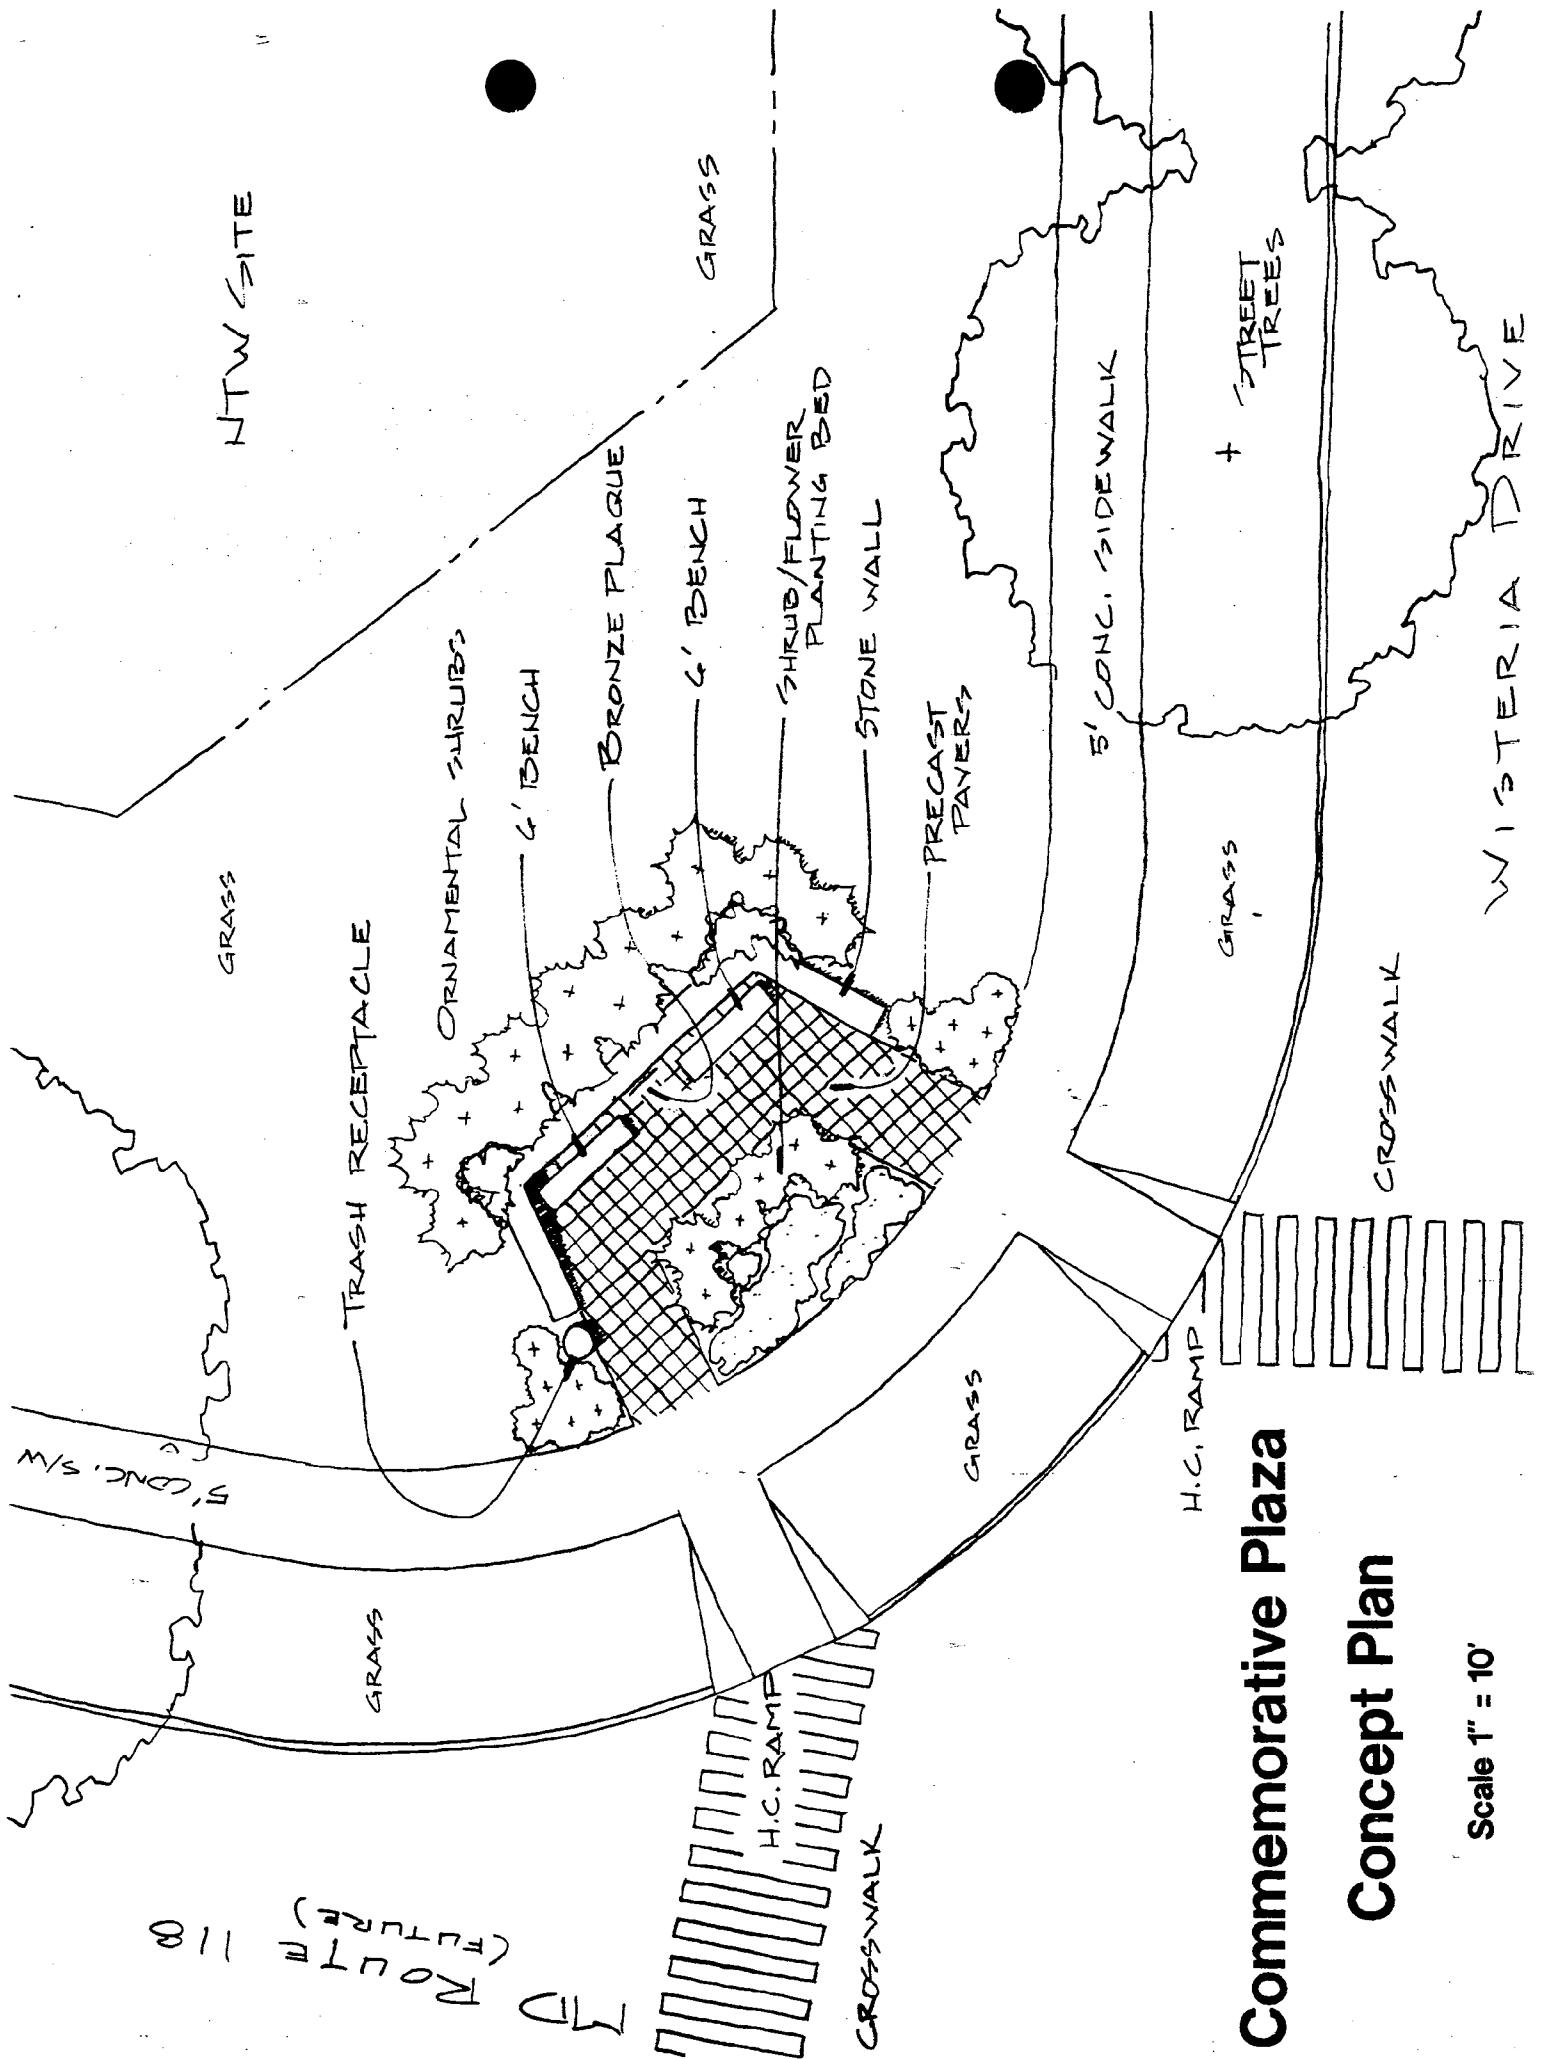 NTW SITE
GRASS
GRASS
TRASH RECEPTACLE
ORNAMENTAL SHRUBS
6' BENCH
BRONZE PLAQUE
6' BENCH
SHRUB/FLOWER
PLANTING BED
STONE WALL
PRECAST
PAVERS
5' CONC. SIDEWALK
STREET
TREES
5' CONC. S/W
GRASS
GRASS
GRASS
WISTERIA DRIVE
CROSSWALK
H.C. RAMP
H.C. RAMP
CROSSWALK
MD
ROUTE 118
(FUTURE)
Commemorative Plaza
Concept Plan
Scale 1" = 10'